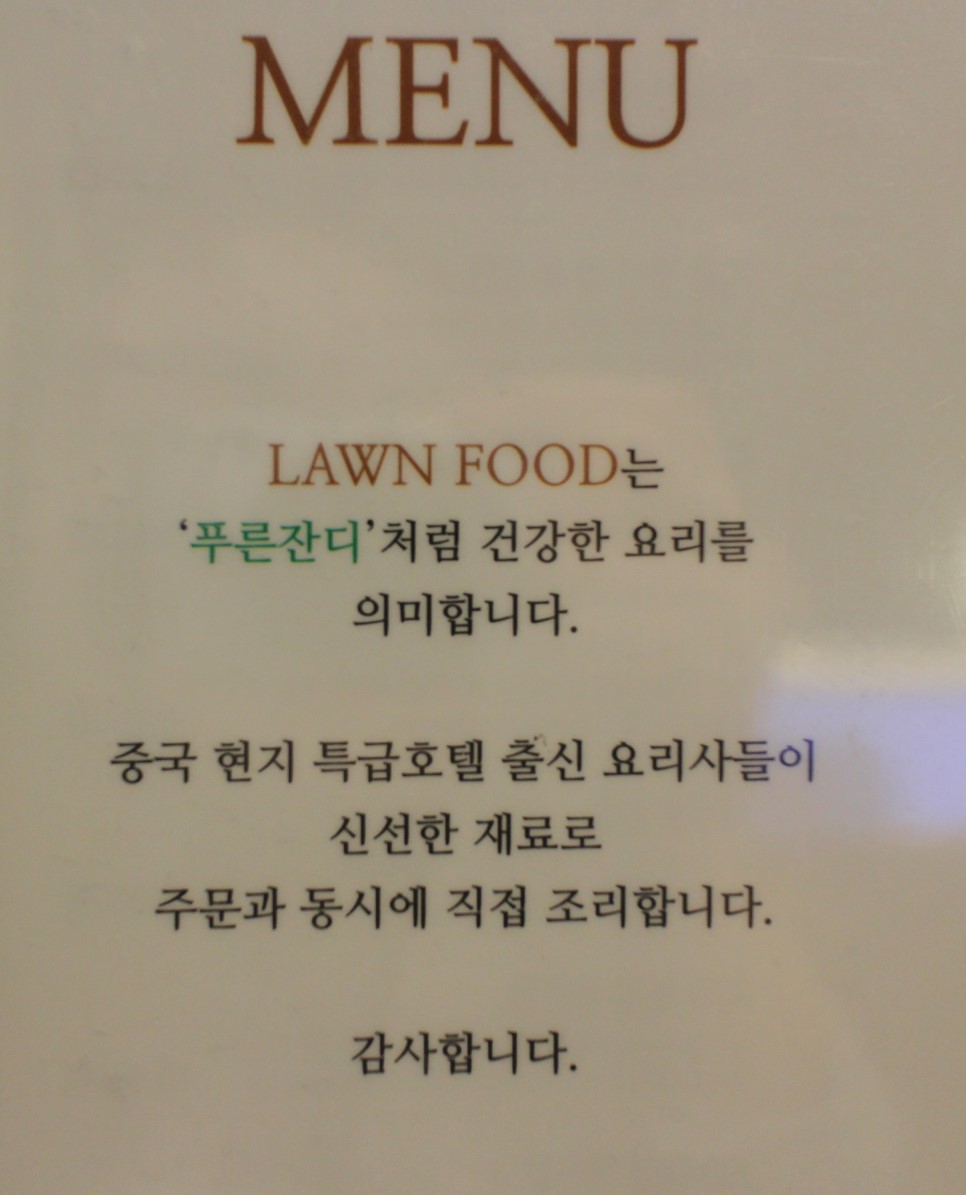 MENU
LAWN FOOD는
‘푸른잔디’처럼 건강한 요리를
의미합니다.
중국 현지 특급호텔 출신 요리사들이
신선한 재료로
주문과 동시에 직접 조리합니다.
감사합니다.